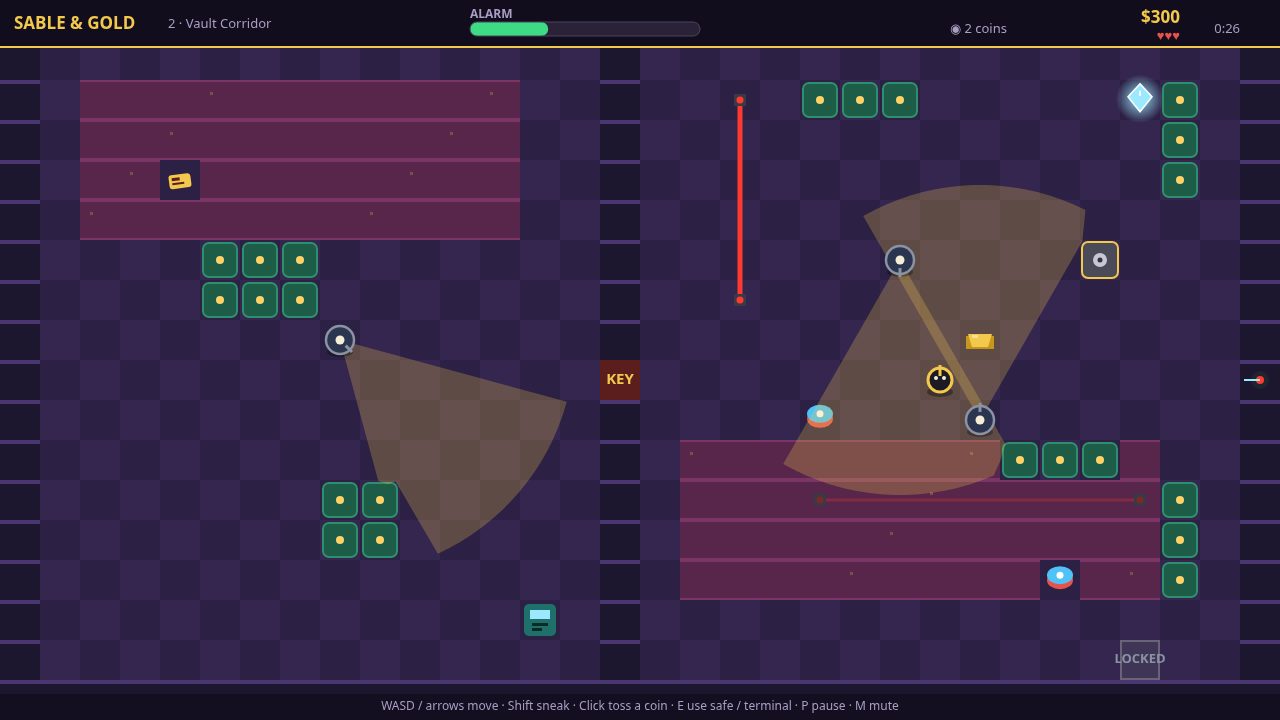 SABLE & GOLD
2 · Vault Corridor
ALARM
◉ 2 coins
$300
♥♥♥
0:26
KEY
LOCKED
WASD / arrows move · Shift sneak · Click toss a coin · E use safe / terminal · P pause · M mute